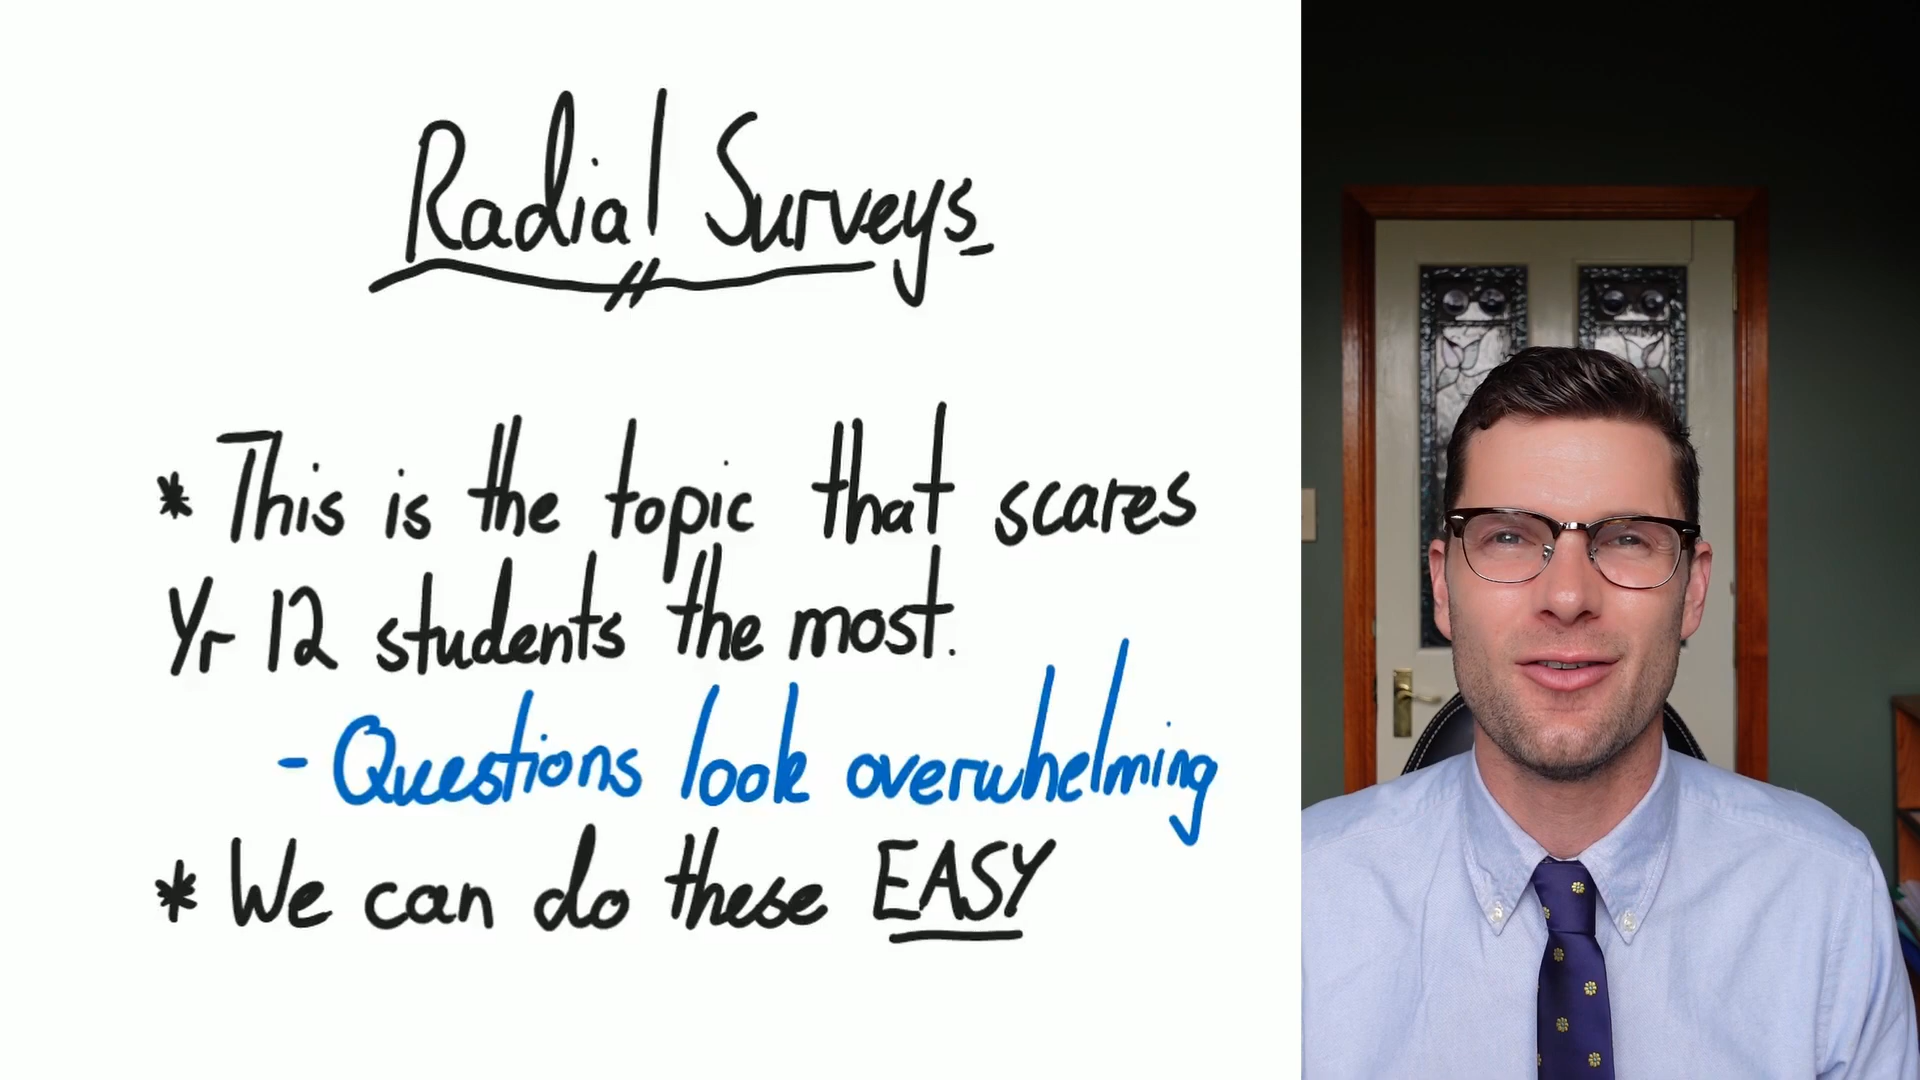 Radial Surveys
* This is the topic that scares
Yr 12 students the most.
- Questions look overwhelming
* We can do these EASY